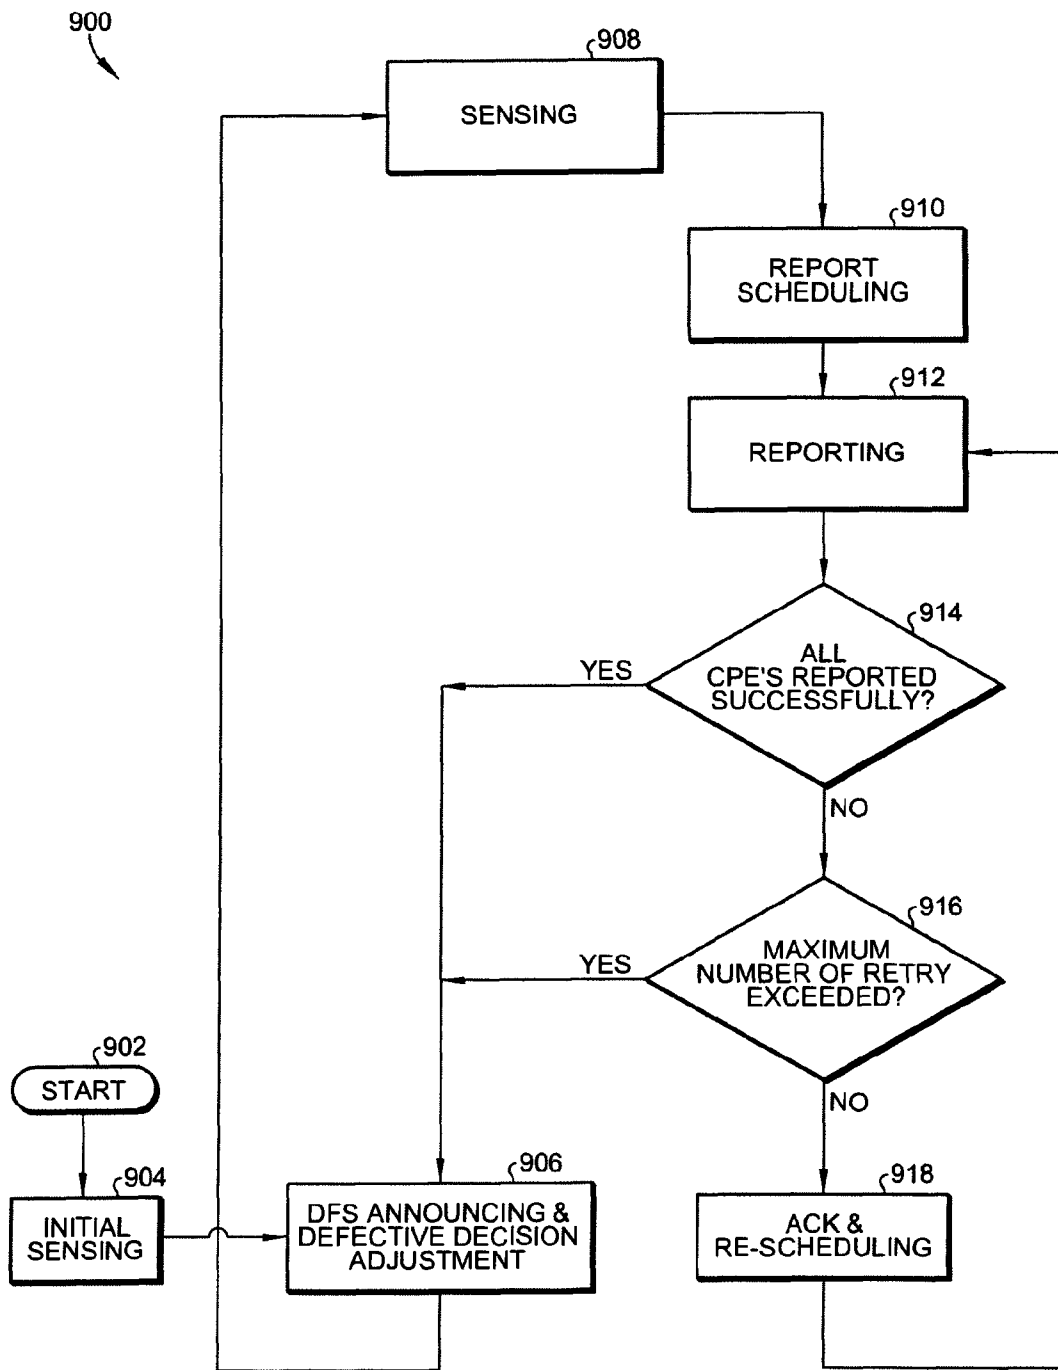 900
908
SENSING
910
REPORT
SCHEDULING
912
REPORTING
914
ALL
CPE'S REPORTED
SUCCESSFULLY?
YES
NO
916
MAXIMUM
NUMBER OF RETRY
EXCEEDED?
YES
NO
902
START
904
INITIAL
SENSING
906
DFS ANNOUNCING &
DEFECTIVE DECISION
ADJUSTMENT
918
ACK &
RE-SCHEDULING